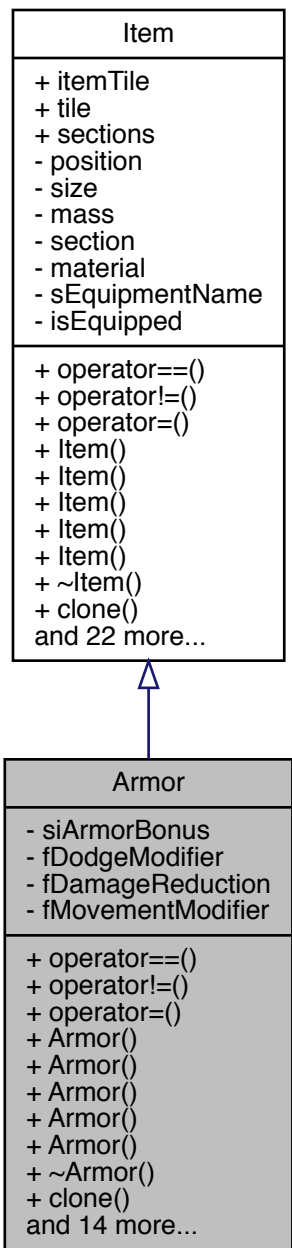 Item
+ itemTile
+ tile
+ sections
- position
- size
- mass
- section
- material
- sEquipmentName
- isEquipped
+ operator==()
+ operator!=()
+ operator=()
+ Item()
+ Item()
+ Item()
+ Item()
+ Item()
+ ~Item()
+ clone()
and 22 more...
Armor
- siArmorBonus
- fDodgeModifier
- fDamageReduction
- fMovementModifier
+ operator==()
+ operator!=()
+ operator=()
+ Armor()
+ Armor()
+ Armor()
+ Armor()
+ Armor()
+ ~Armor()
+ clone()
and 14 more...